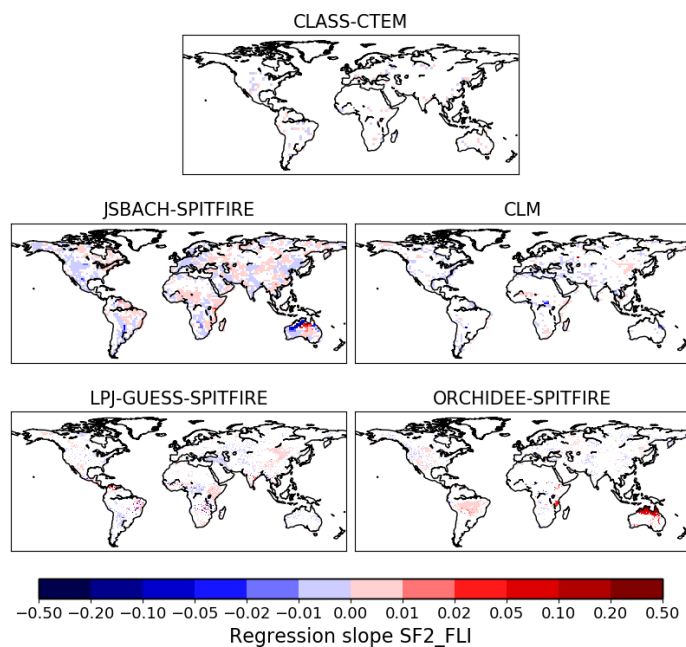 CLASS-CTEM
JSBACH-SPITFIRE
CLM
LPJ-GUESS-SPITFIRE
ORCHIDEE-SPITFIRE
−0.50 −0.20 −0.10 −0.05 −0.02 −0.01 0.00 0.01 0.02 0.05 0.10 0.20 0.50
Regression slope SF2_FLI